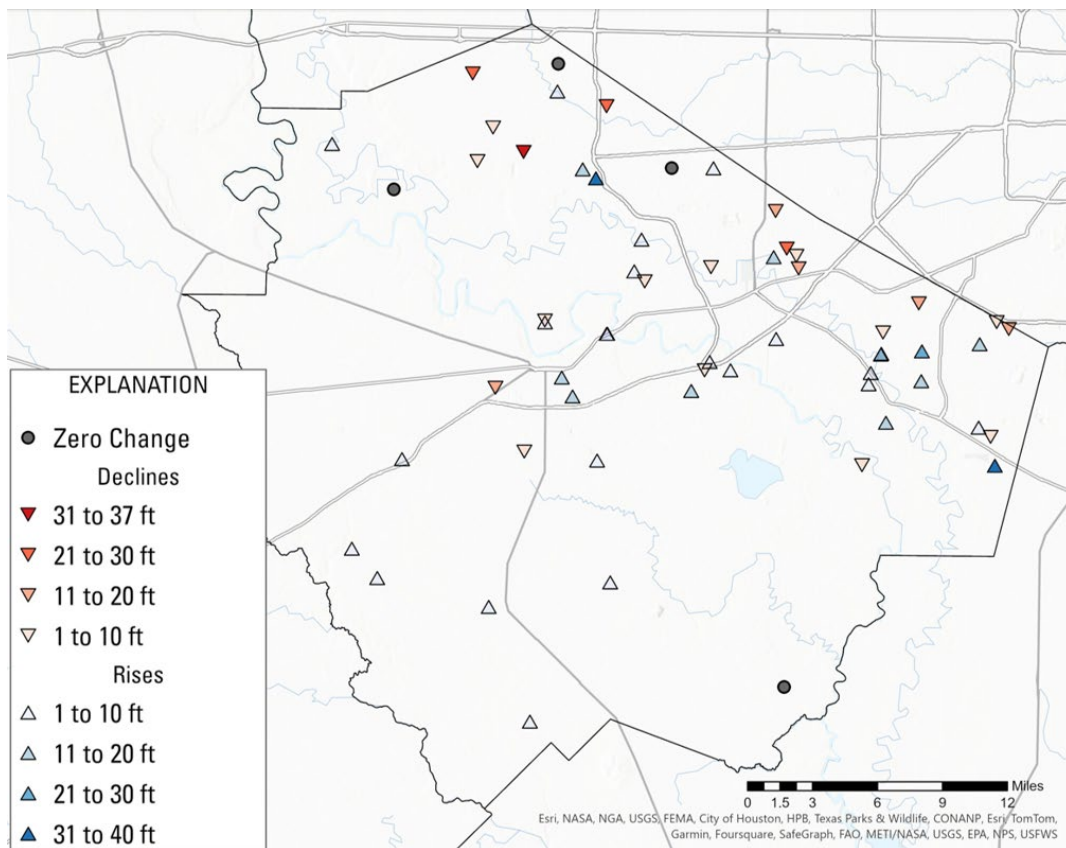 EXPLANATION
Zero Change
Declines
31 to 37 ft
21 to 30 ft
11 to 20 ft
1 to 10 ft
Rises
1 to 10 ft
11 to 20 ft
21 to 30 ft
31 to 40 ft
Miles
0 1.5 3 6 9 12
Esri, NASA, NGA, USGS, FEMA, City of Houston, HPB, Texas Parks & Wildlife, CONANP, Esri, TomTom,
Garmin, Foursquare, SafeGraph, FAO, METI/NASA, USGS, EPA, NPS, USFWS